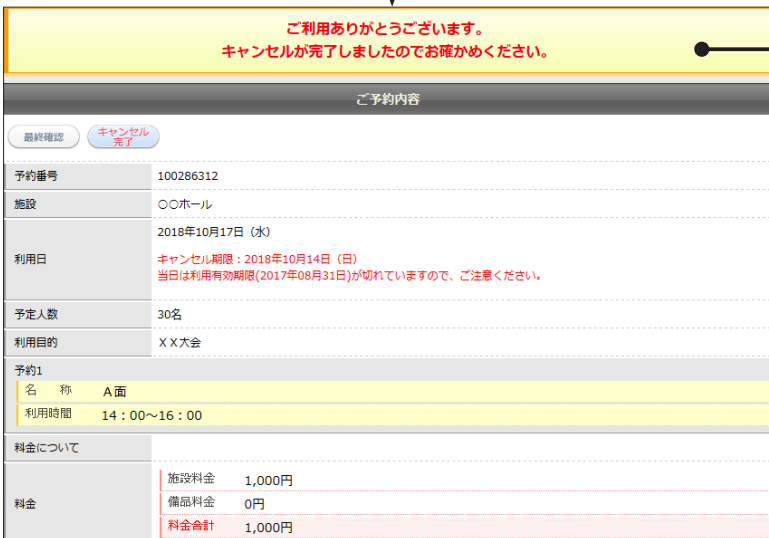 ご利用ありがとうございます。
キャンセルが完了しましたのでお確かめください。
ご予約内容
最終確認
キャンセル
完了
予約番号 100286312
施設 ○○ホール
利用日 2018年10月17日（水）
キャンセル期限：2018年10月14日（日）
当日は利用有効期限(2017年08月31日)が切れていますので、ご注意ください。
予定人数 30名
利用目的 ＸＸ大会
予約1
名　称 Ａ面
利用時間 14：00～16：00
料金について
料金
施設料金 1,000円
備品料金 0円
料金合計 1,000円